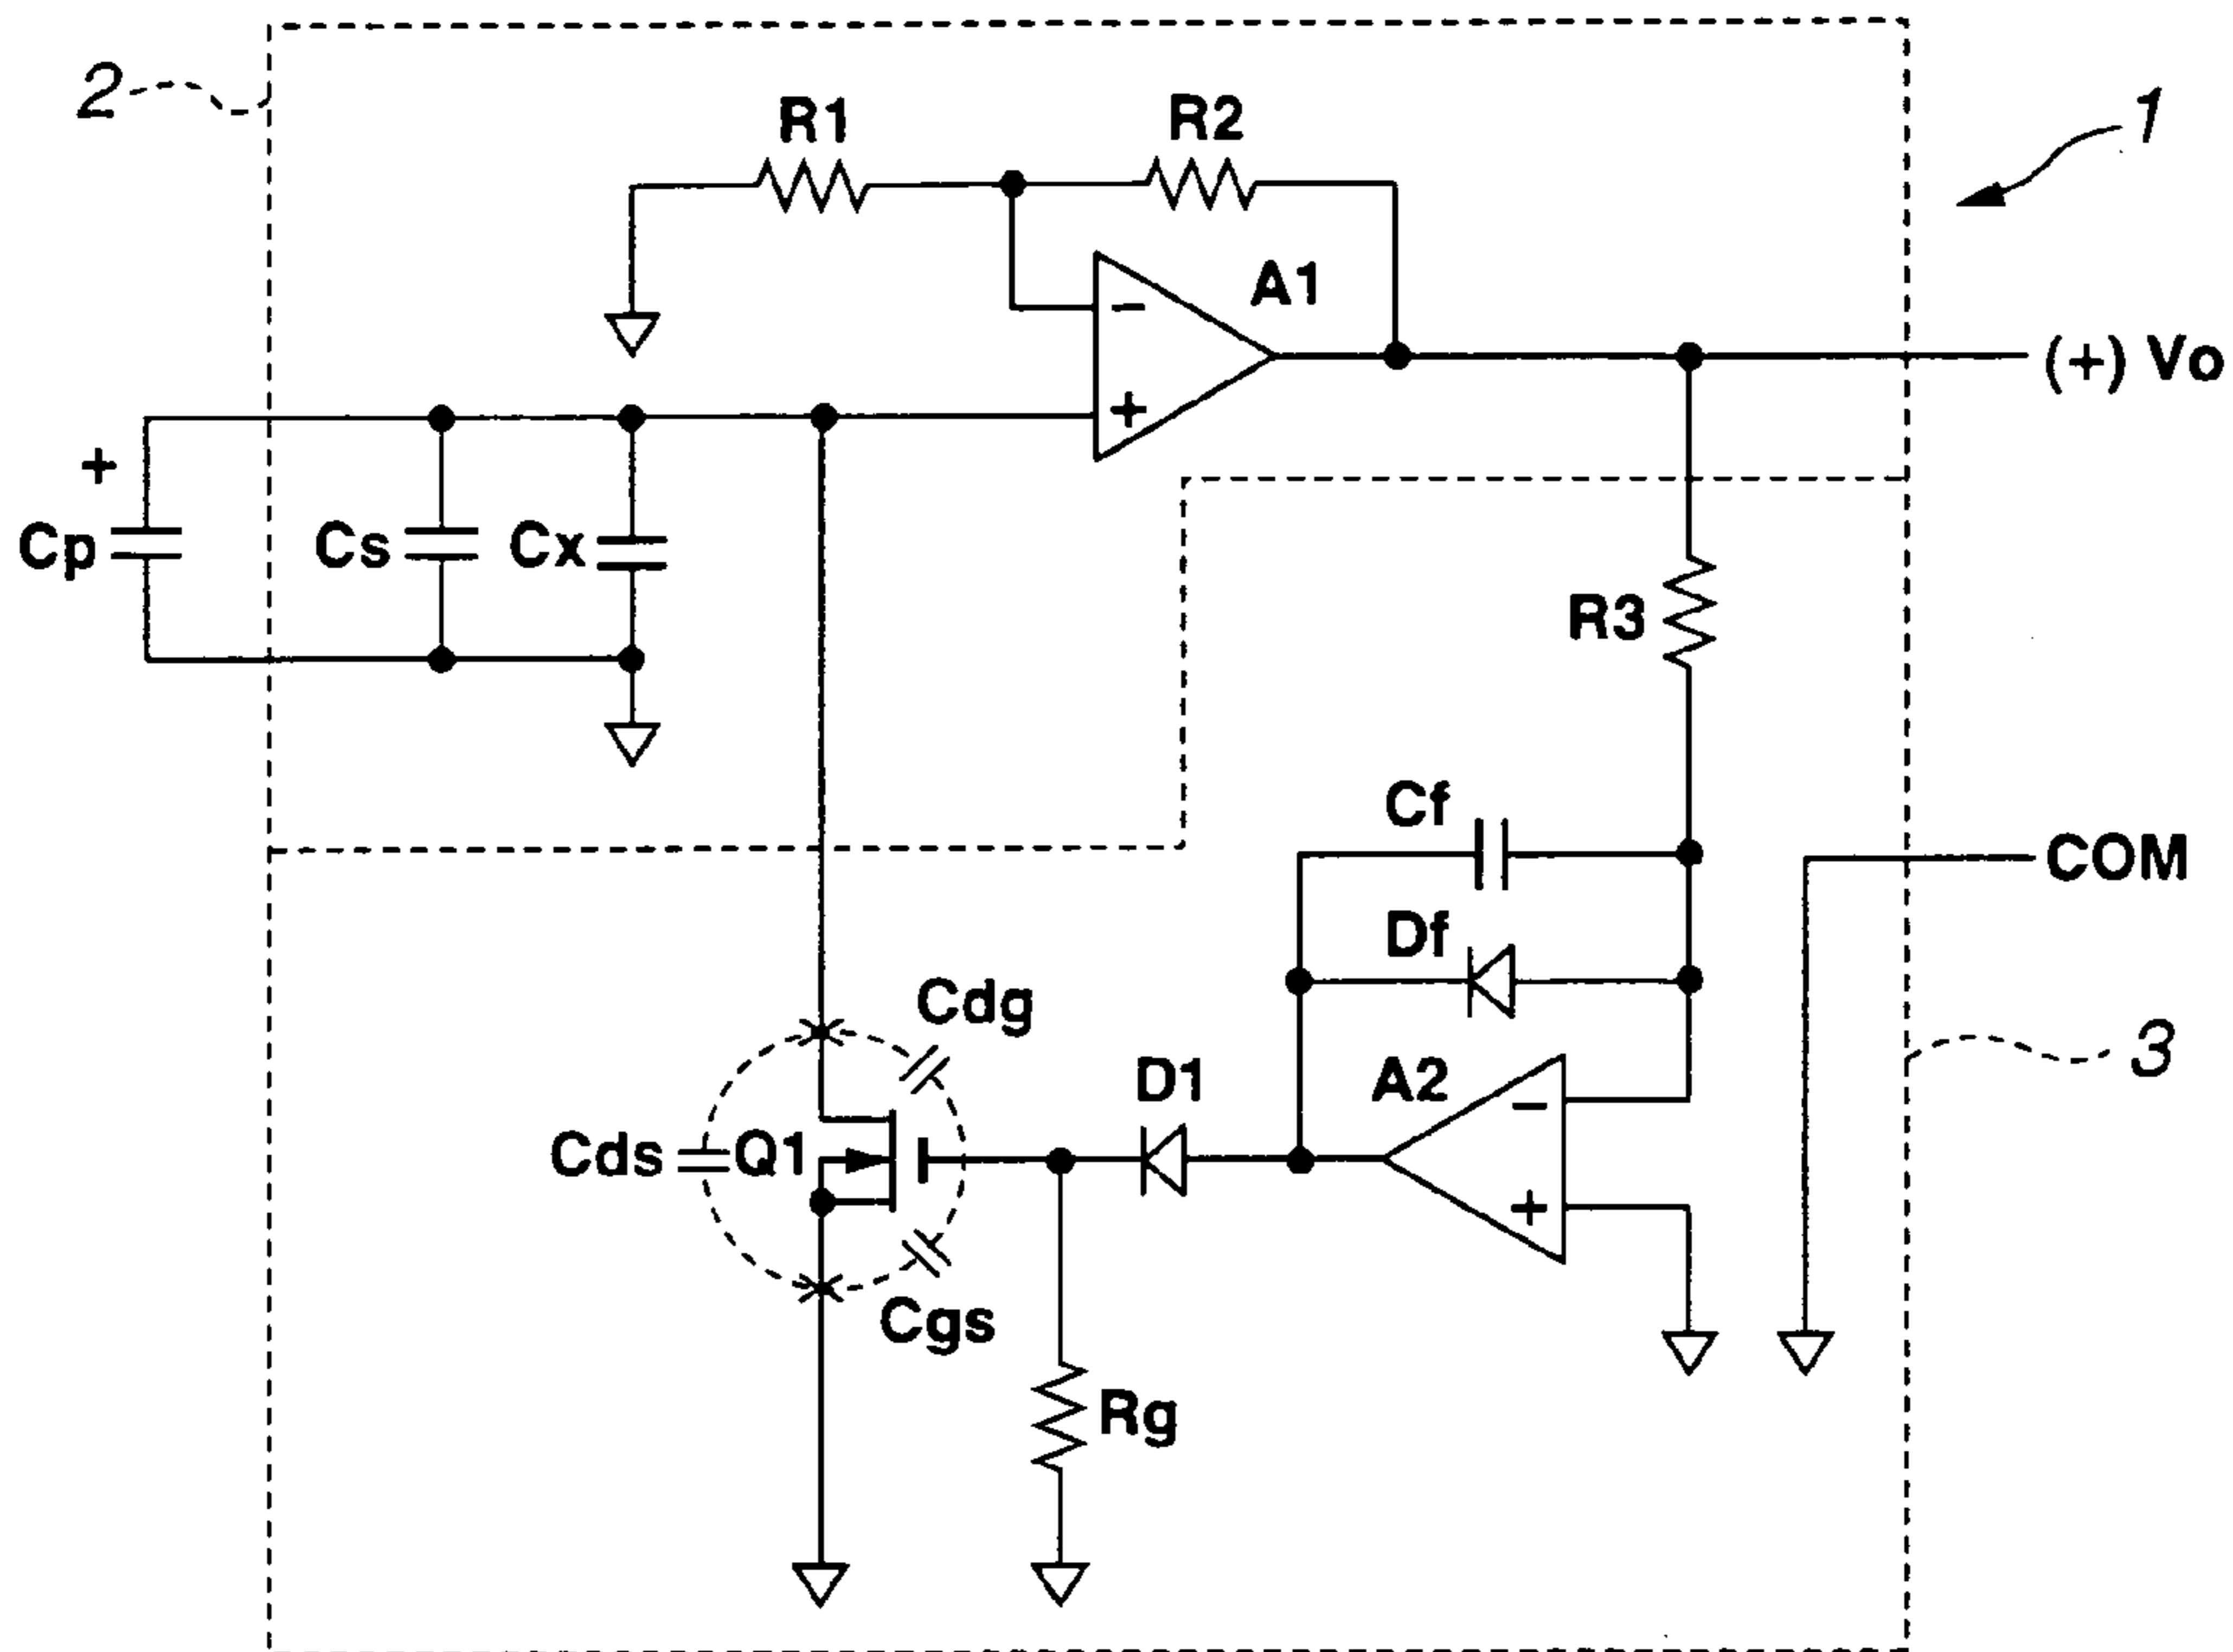 2
R1
R2
1
A1
−
(+) Vo
+
+
Cp
Cs
Cx
R3
Cf
COM
Df
Cdg
3
D1
A2
−
Cds
Q1
+
Cgs
Rg